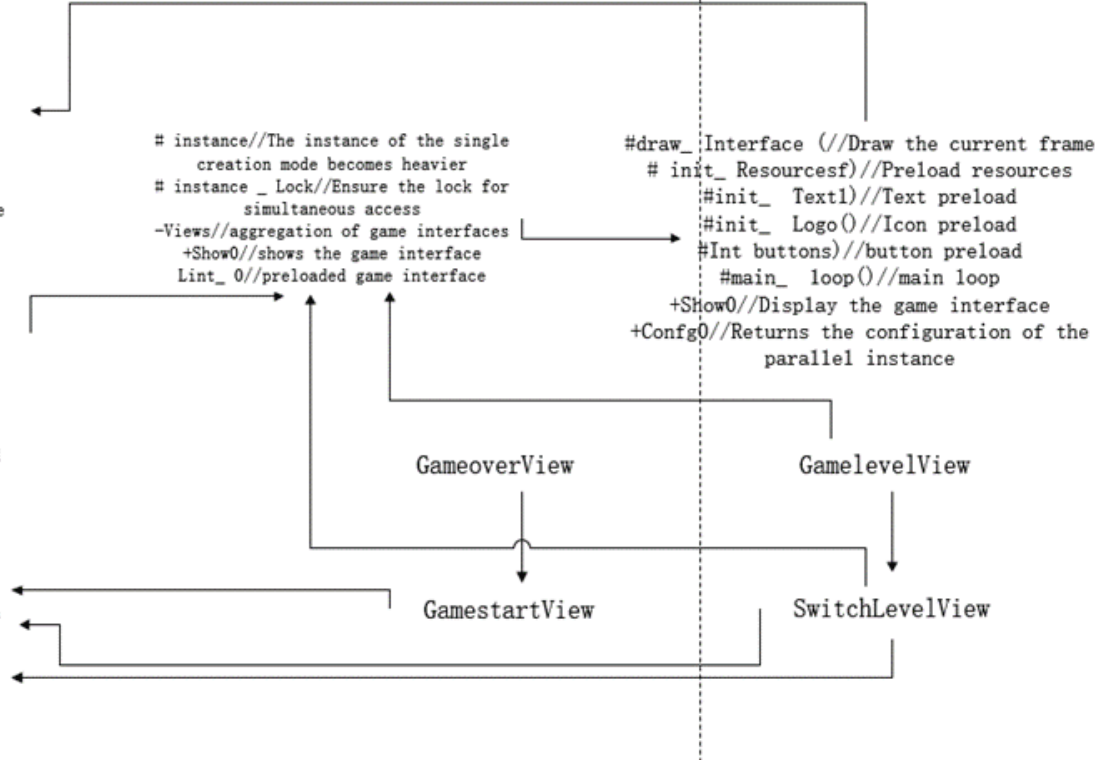 # instance//The instance of the single
creation mode becomes heavier
# instance _ Lock//Ensure the lock for
simultaneous access
-Views//aggregation of game interfaces
+Show0//shows the game interface
Lint_ 0//preloaded game interface
#draw_ Interface (//Draw the current frame
# init_ Resourcesf)//Preload resources
#init_ Text1)//Text preload
#init_ Logo()//Icon preload
#Int buttons)//button preload
#main_ loop()//main loop
+Show0//Display the game interface
+Confg0//Returns the configuration of the
parallel instance
GameoverView
GamelevelView
GamestartView
SwitchLevelView